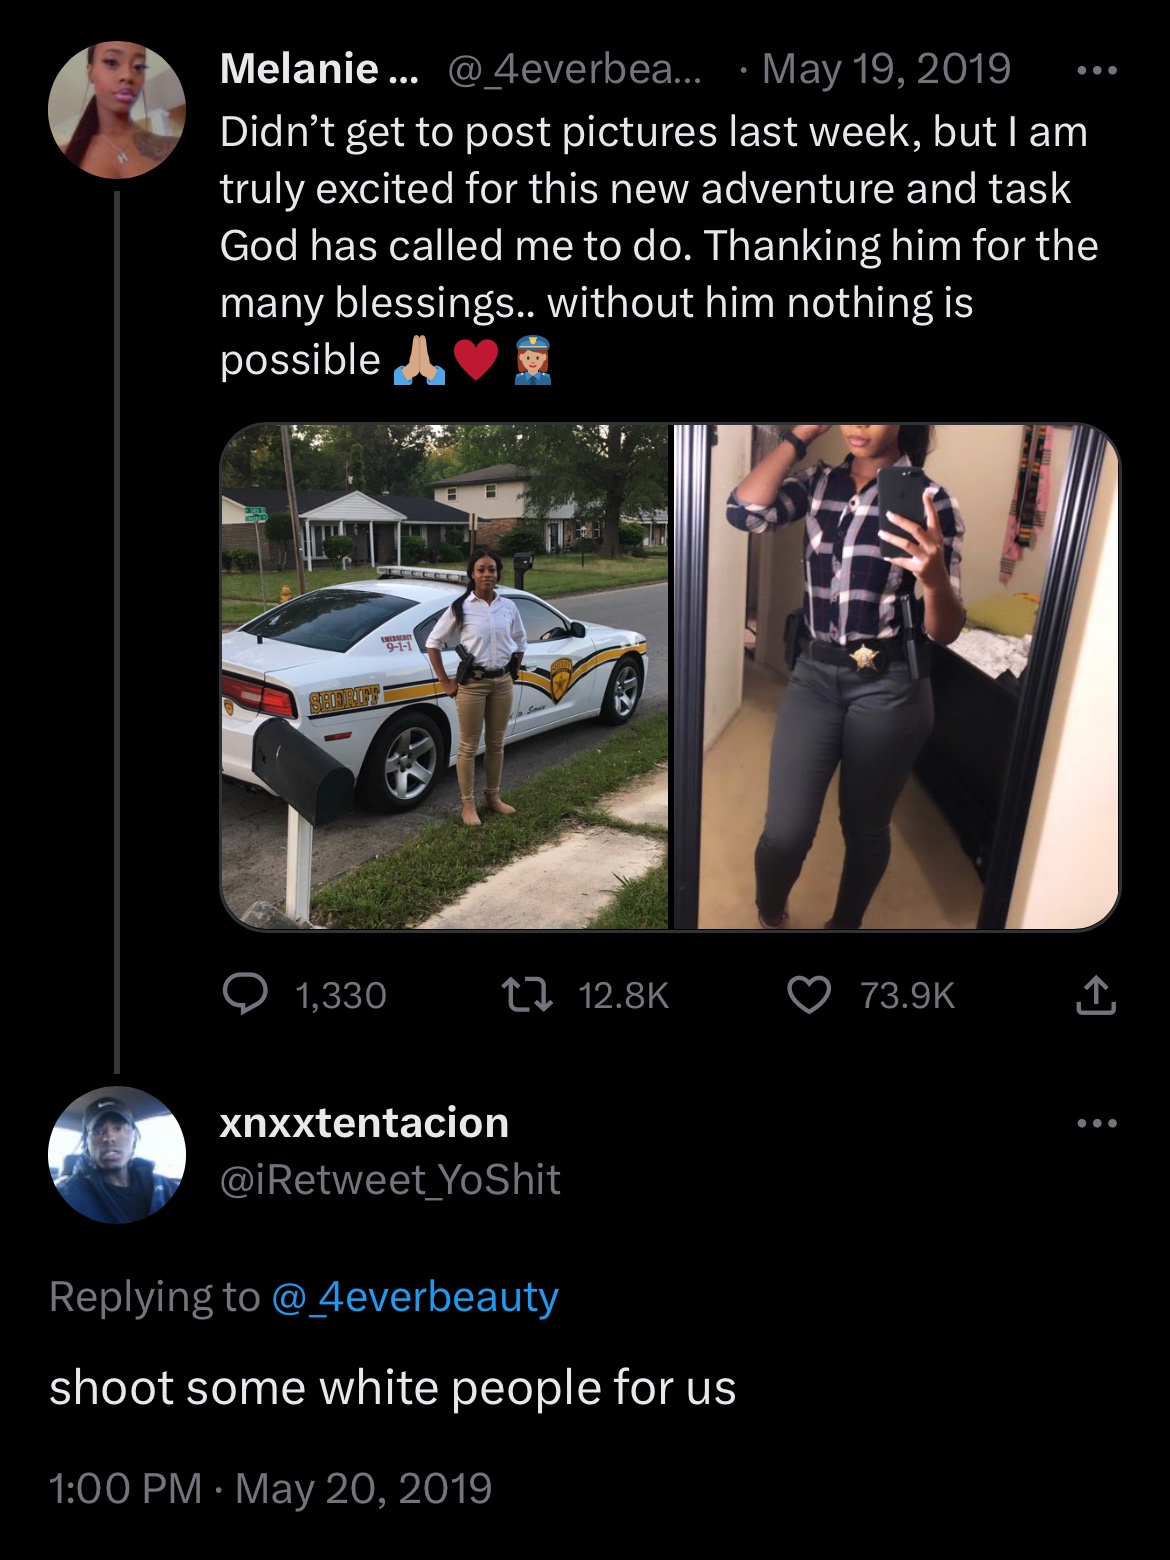 Melanie ... @_4everbea... · May 19, 2019
Didn’t get to post pictures last week, but I am
truly excited for this new adventure and task
God has called me to do. Thanking him for the
many blessings.. without him nothing is
possible 🙏🏼♥️👮🏼‍♀️
EMERGENCY
9-1-1
SHERIFF
1,330 12.8K 73.9K
xnxxtentacion
@iRetweet_YoShit
Replying to @_4everbeauty
shoot some white people for us
1:00 PM · May 20, 2019